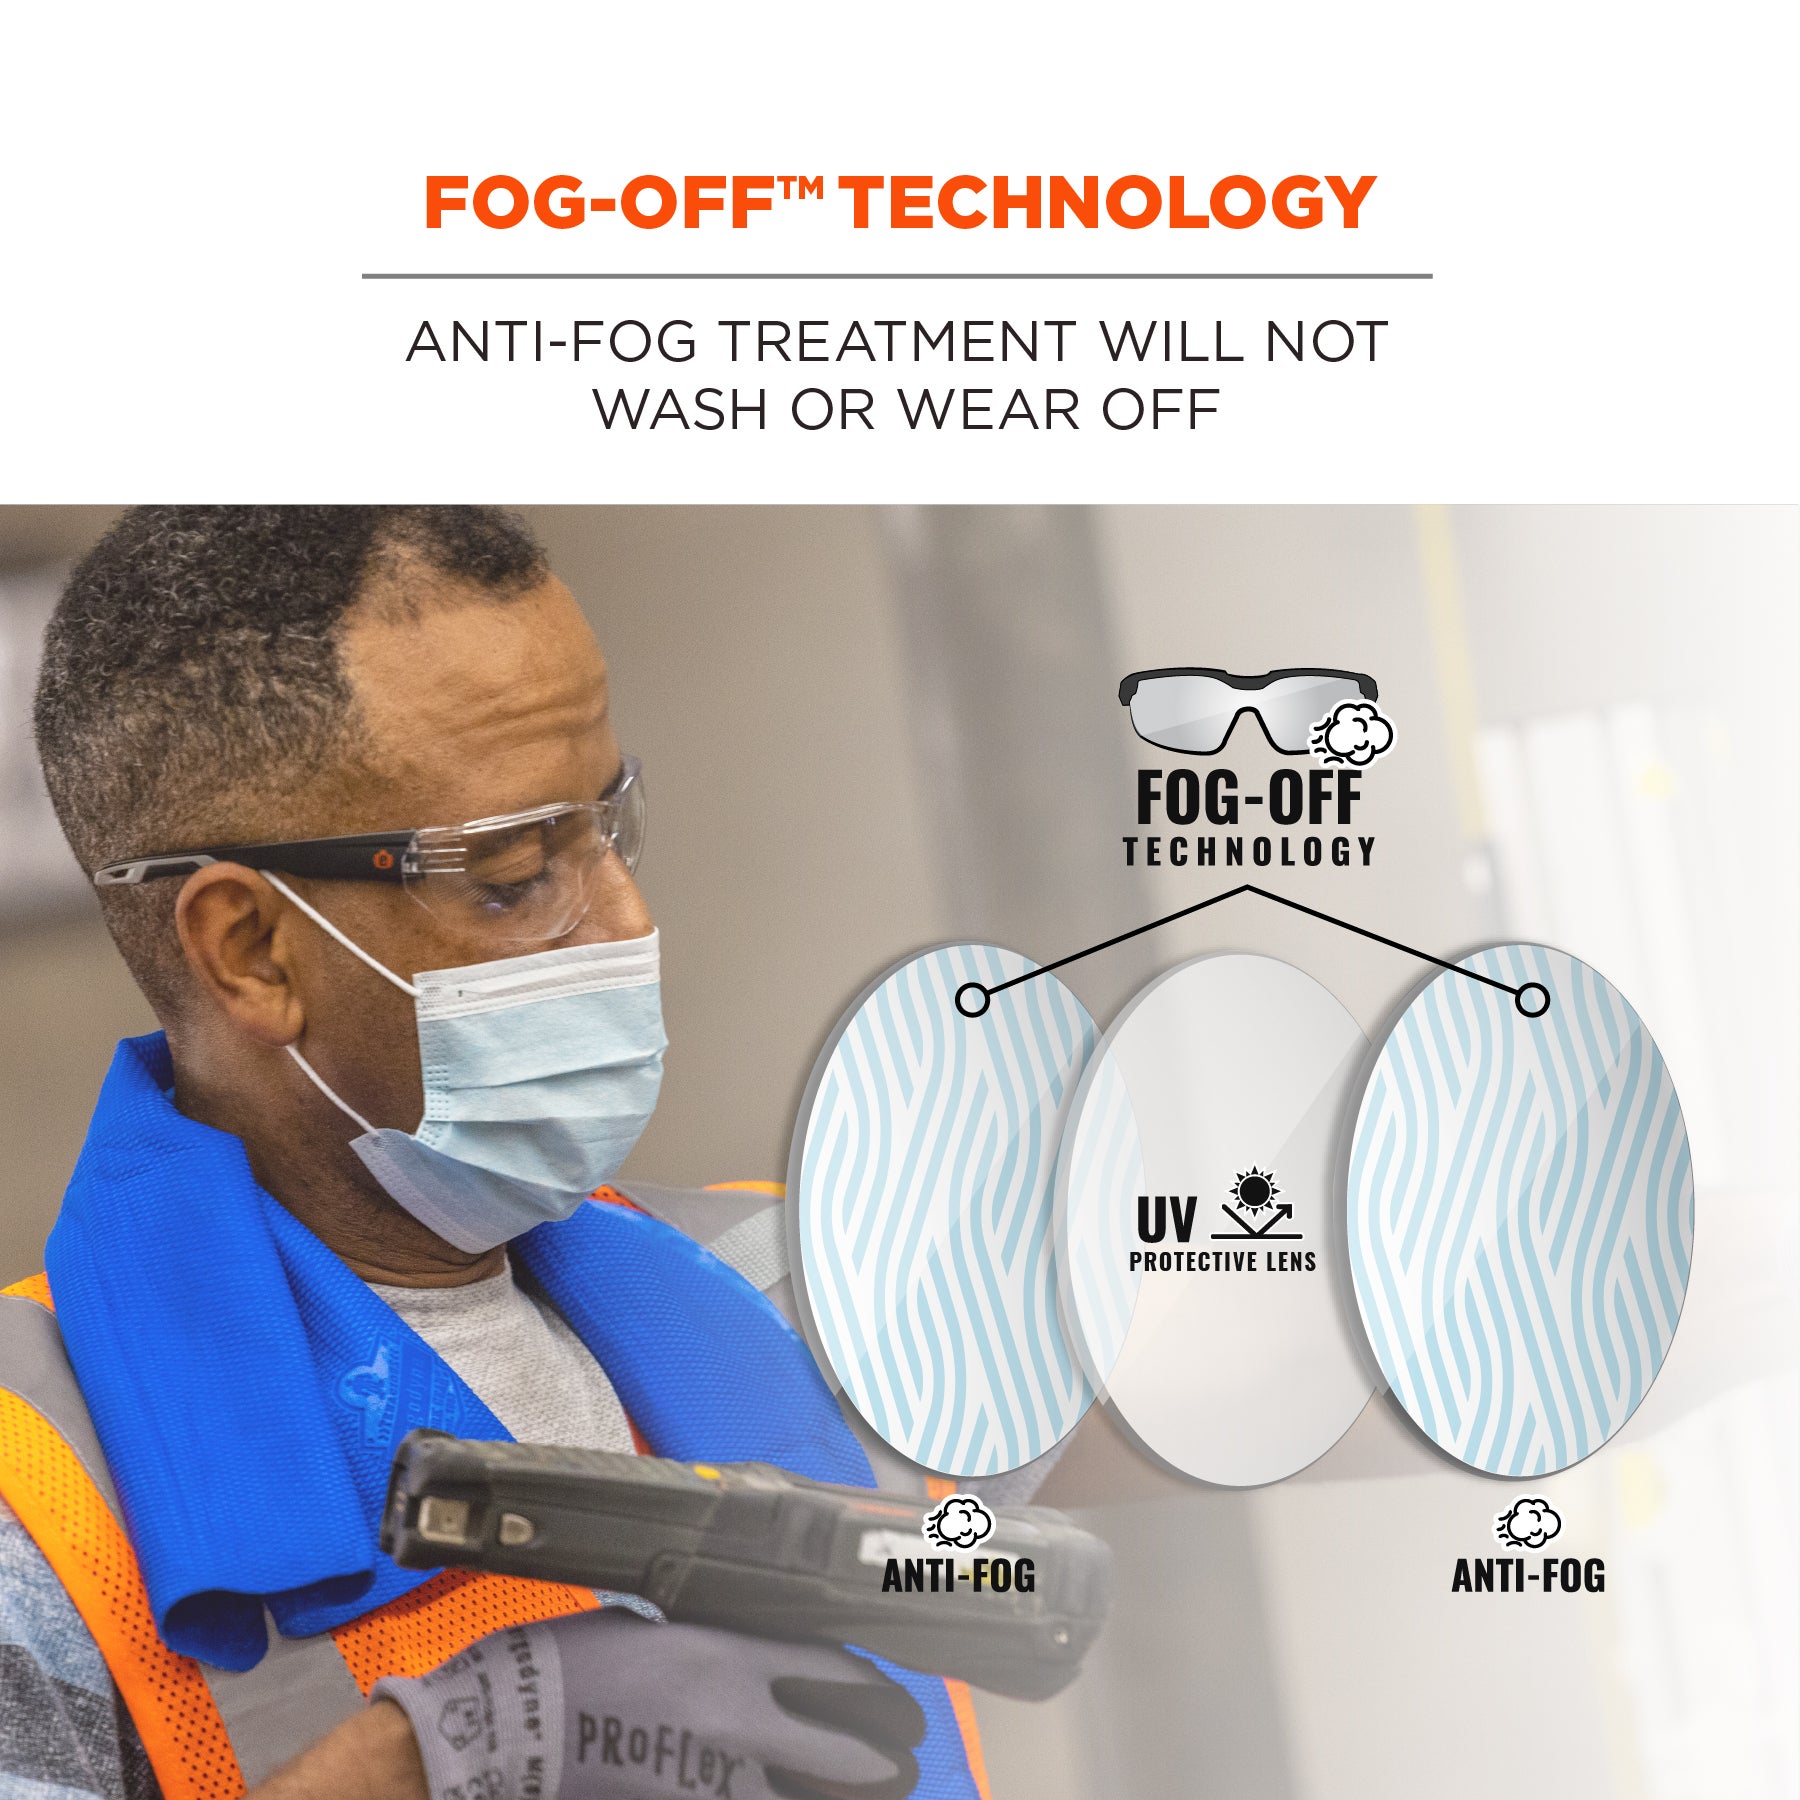 FOG-OFF™ TECHNOLOGY
ANTI-FOG TREATMENT WILL NOT
WASH OR WEAR OFF
FOG-OFF
TECHNOLOGY
UV
PROTECTIVE LENS
ANTI-FOG
ANTI-FOG
PROFLEX